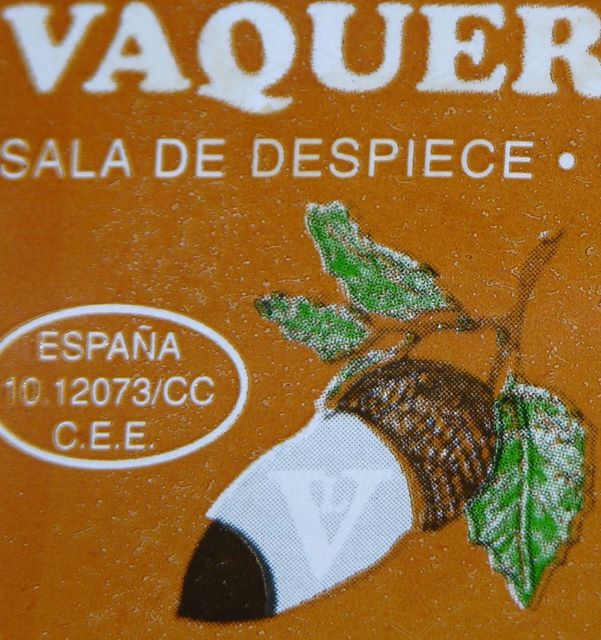 VAQUER
SALA DE DESPIECE •
ESPAÑA
10.12073/CC
C.E.E.